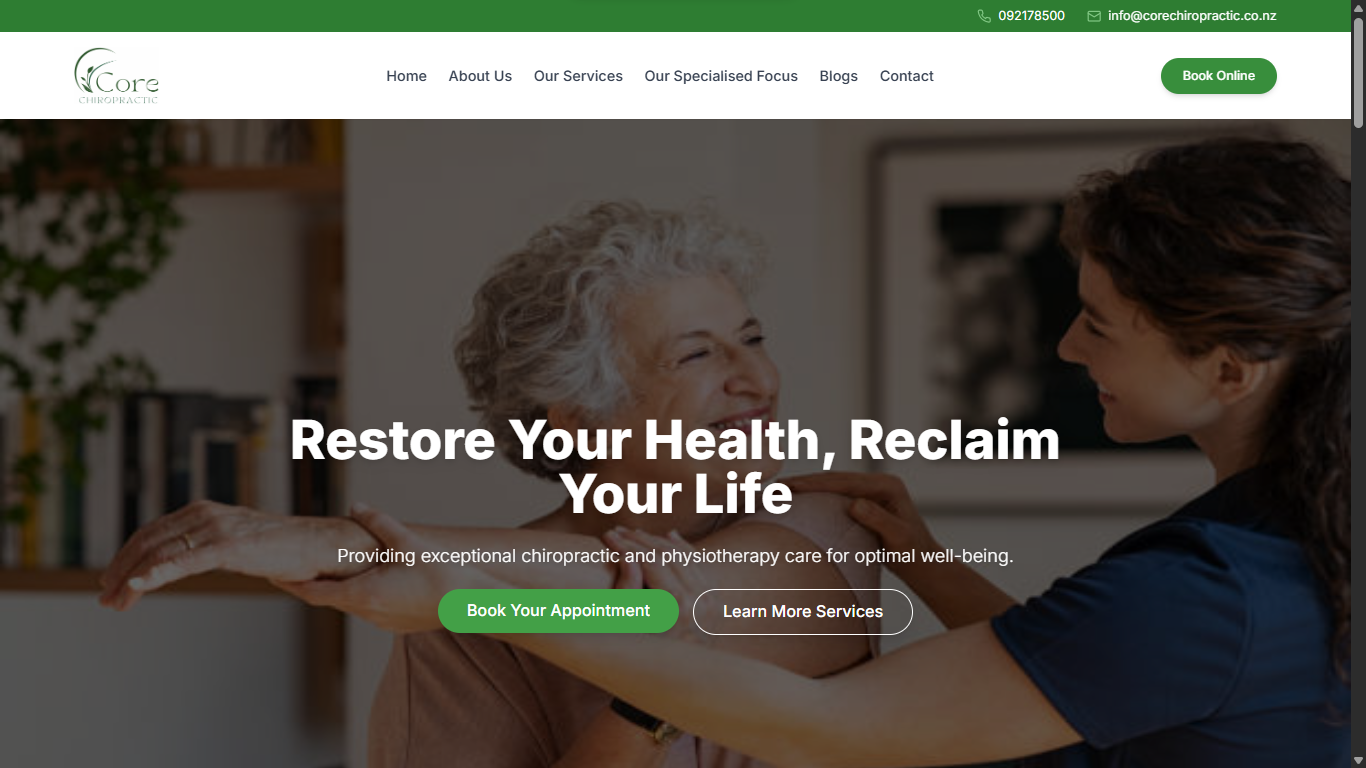 092178500 info@corechiropractic.co.nz
Core
CHIROPRACTIC
Home About Us Our Services Our Specialised Focus Blogs Contact
Book Online
Restore Your Health, Reclaim
Your Life
Providing exceptional chiropractic and physiotherapy care for optimal well-being.
Book Your Appointment Learn More Services